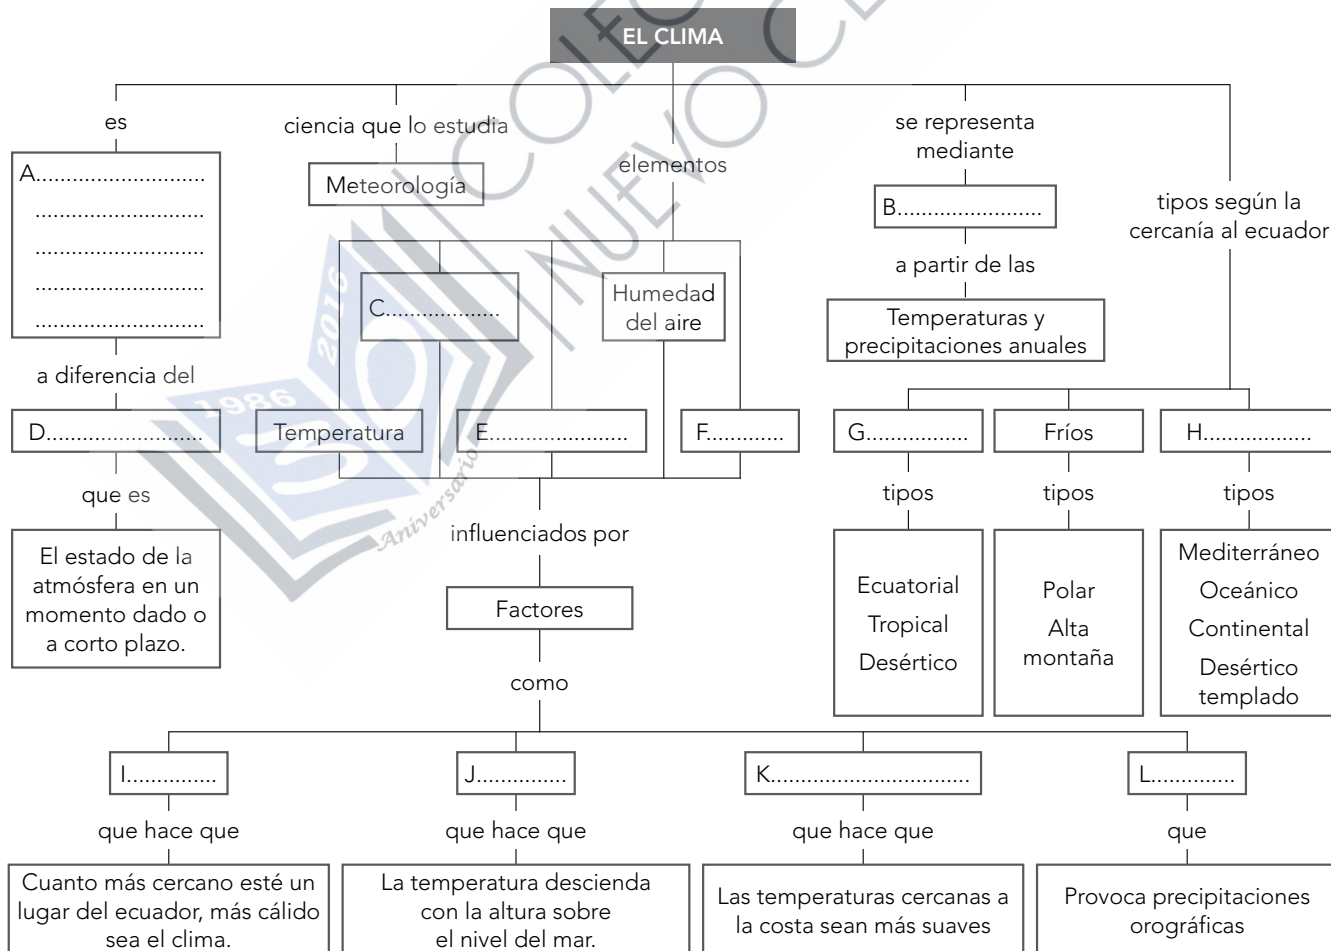 EL CLIMA
es
ciencia que lo estudia
elementos
se representa
mediante
tipos según la
cercanía al ecuador
A............................
............................
............................
............................
............................
Meteorología
B........................
a partir de las
Temperaturas y
precipitaciones anuales
C...................
Humedad
del aire
a diferencia del
D..........................
Temperatura
E.......................
F.............
G.................
Fríos
H..................
que es
El estado de la
atmósfera en un
momento dado o
a corto plazo.
influenciados por
Factores
como
tipos
tipos
tipos
Ecuatorial
Tropical
Desértico
Polar
Alta
montaña
Mediterráneo
Oceánico
Continental
Desértico
templado
I...............
J...............
K.................................
L..............
que hace que
que hace que
que hace que
que
Cuanto más cercano esté un
lugar del ecuador, más cálido
sea el clima.
La temperatura descienda
con la altura sobre
el nivel del mar.
Las temperaturas cercanas a
la costa sean más suaves
Provoca precipitaciones
orográficas
1986
2016
30
Aniversario
NUEVO